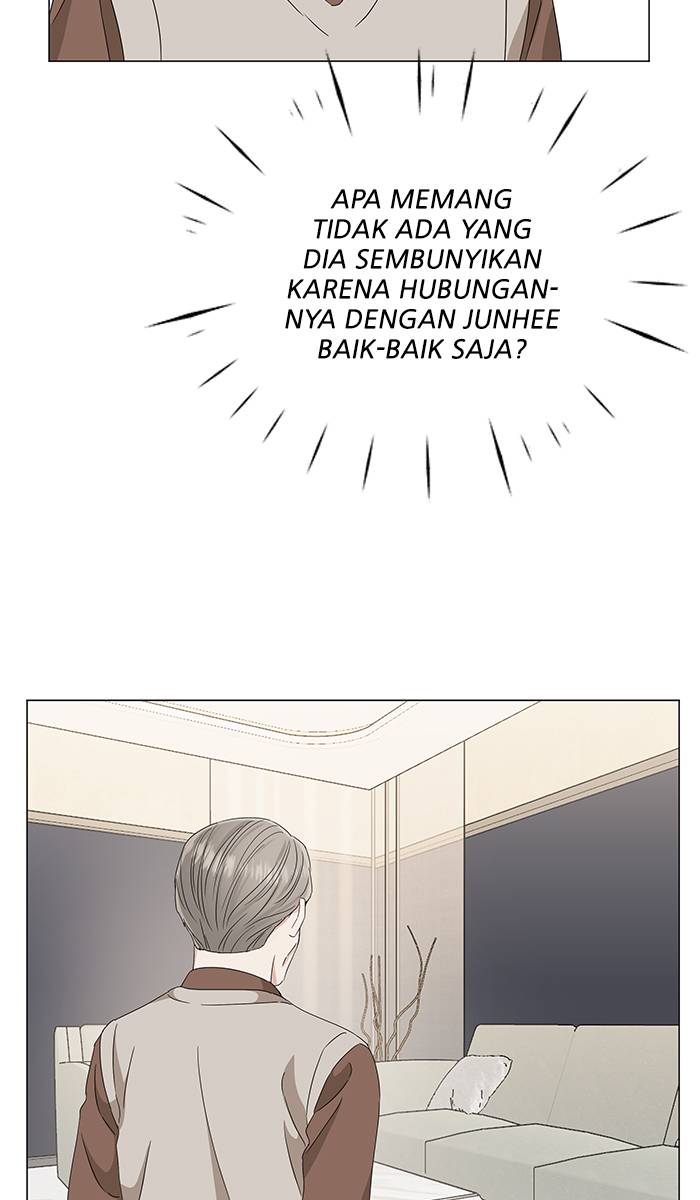 APA MEMANG
TIDAK ADA YANG
DIA SEMBUNYIKAN
KARENA HUBUNGAN-
NYA DENGAN JUNHEE
BAIK-BAIK SAJA?